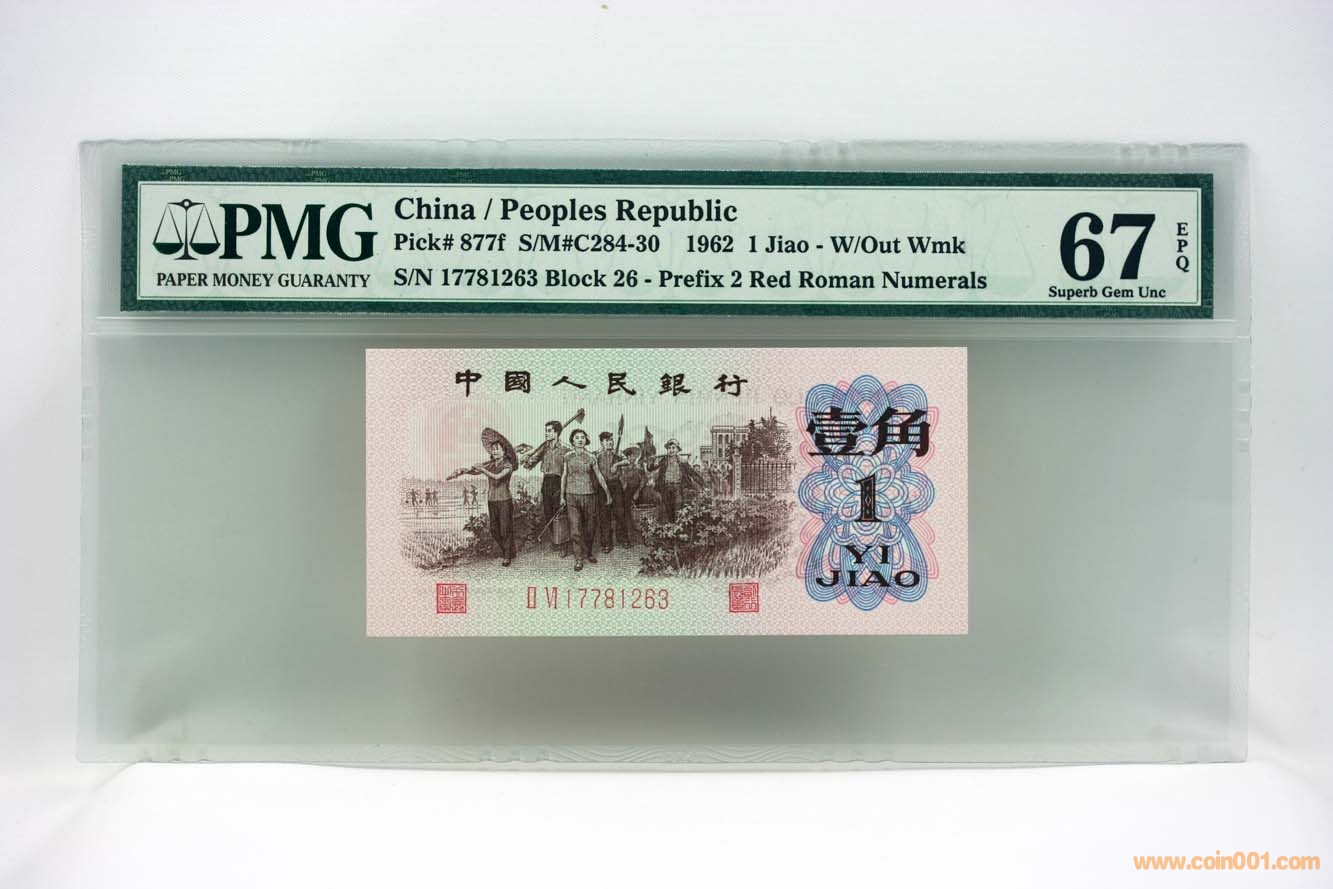 PMG
PAPER MONEY GUARANTY
China / Peoples Republic
Pick# 877f S/M#C284-30 1962 1 Jiao - W/Out Wmk
S/N 17781263 Block 26 - Prefix 2 Red Roman Numerals
67
EPQ
Superb Gem Unc
中國人民銀行
壹角
1
YI
JIAO
II VI 17781263
www.coin001.com